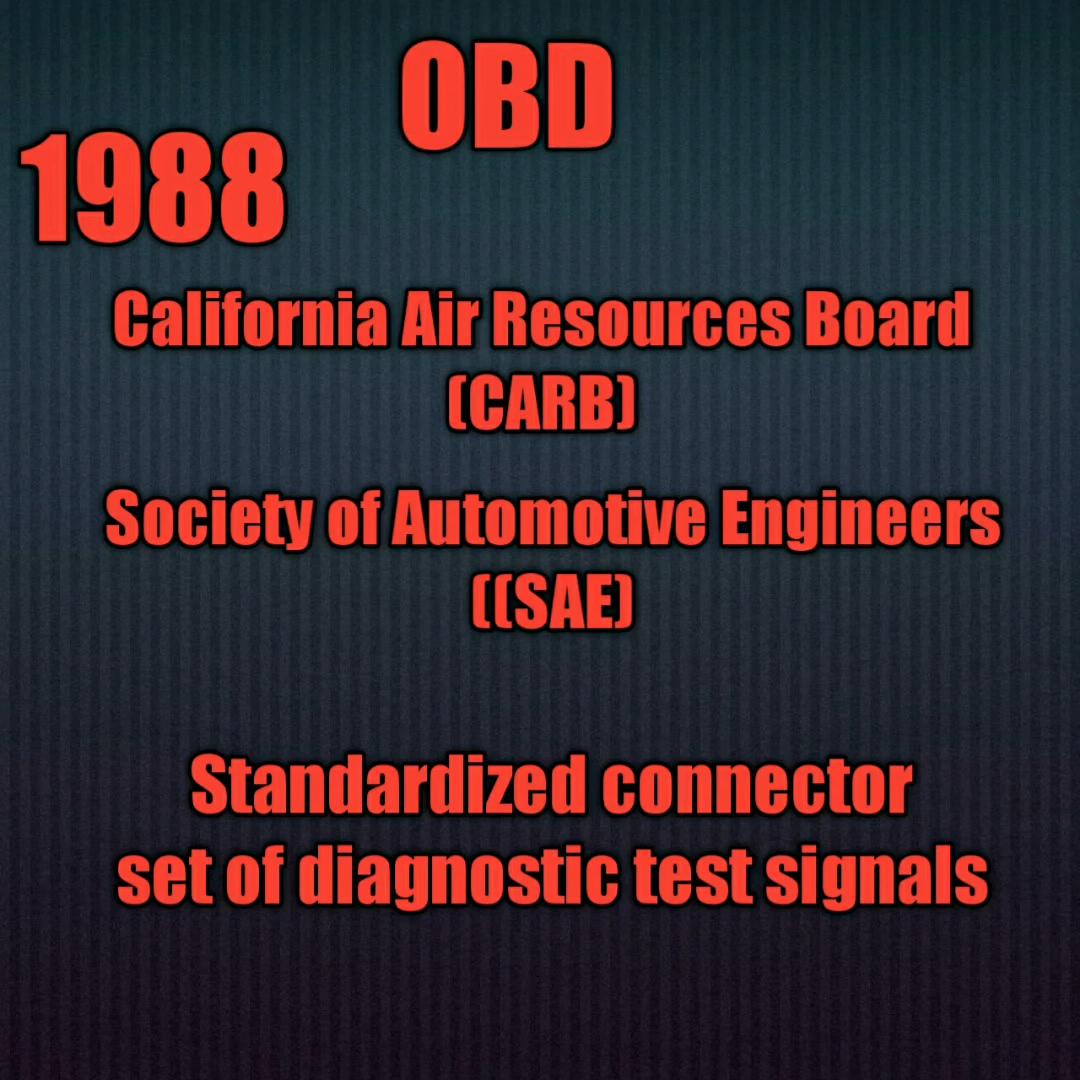 OBD
1988
California Air Resources Board
(CARB)
Society of Automotive Engineers
((SAE)
Standardized connector
set of diagnostic test signals